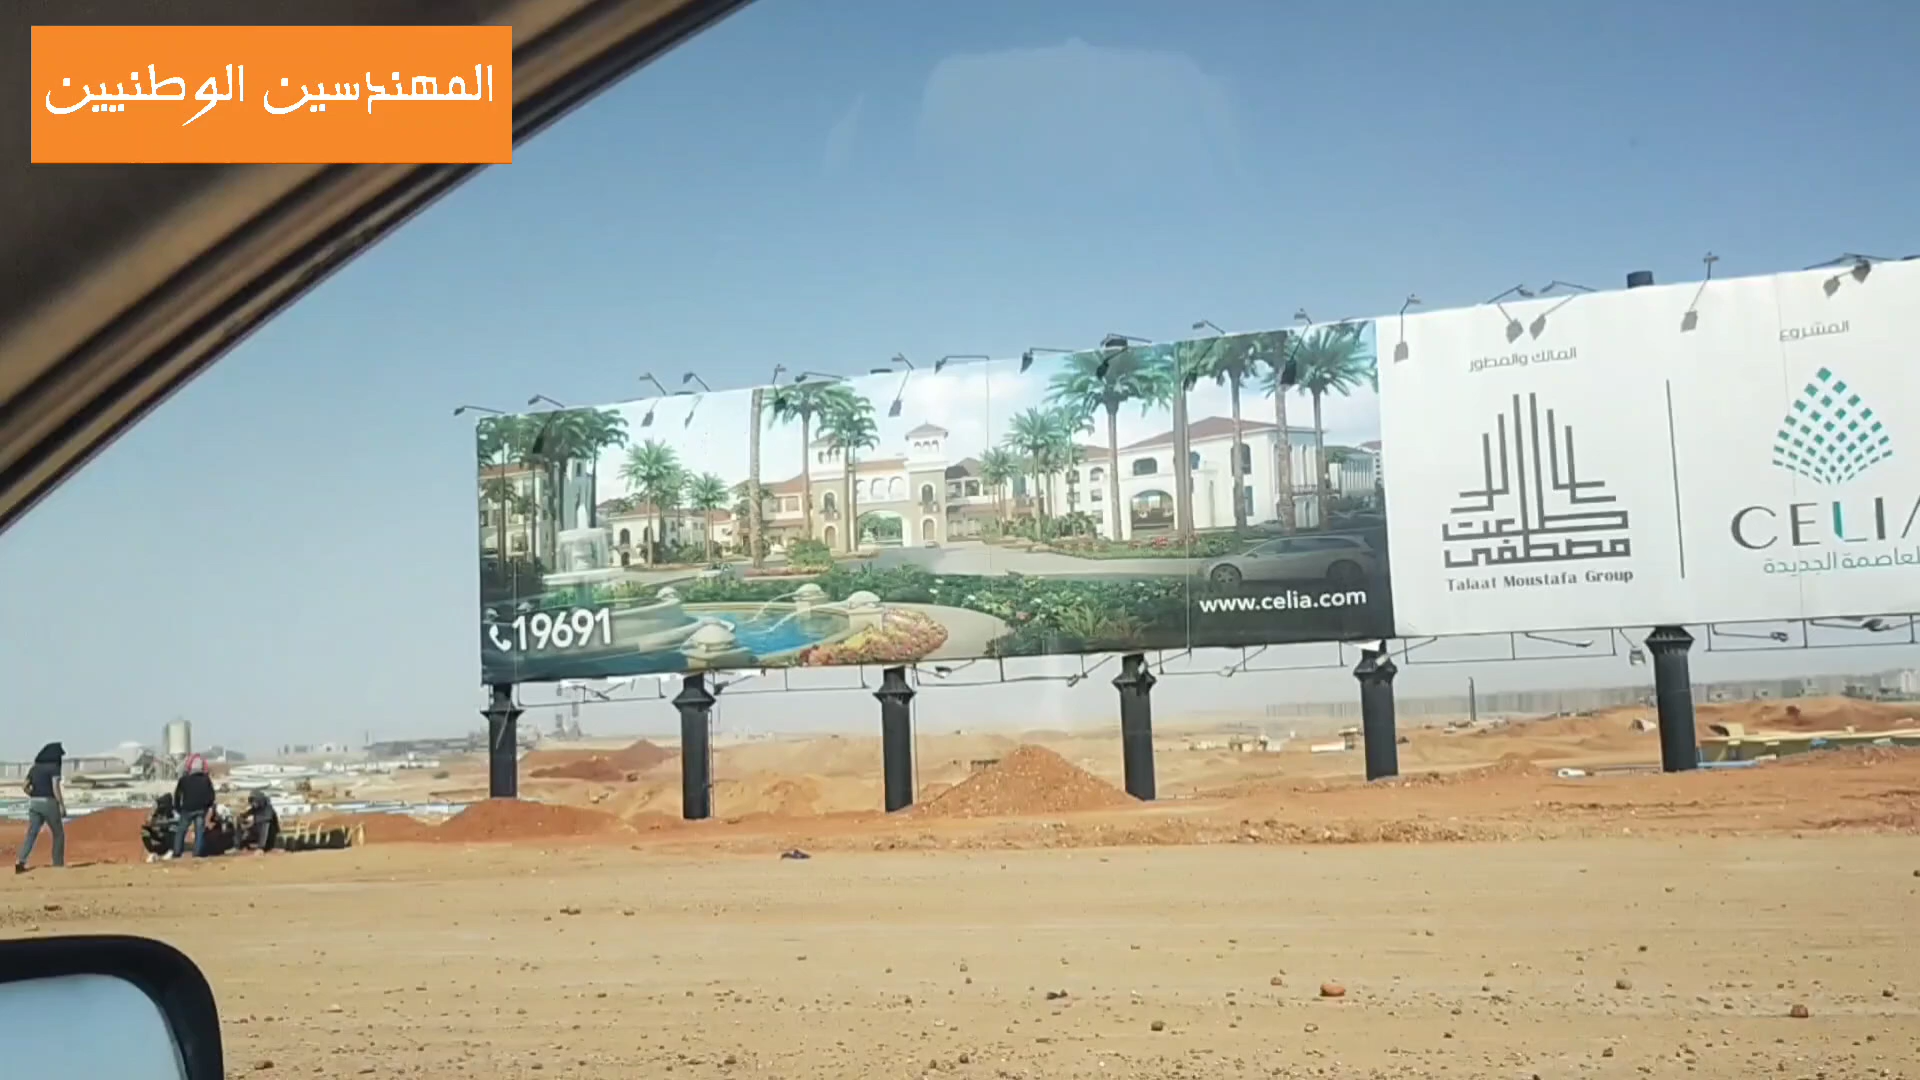 المهندسين الوطنيين
19691
www.celia.com
المالك والمطور
طلعت
مصطفى
Talaat Moustafa Group
المشروع
CELIA
العاصمة الجديدة